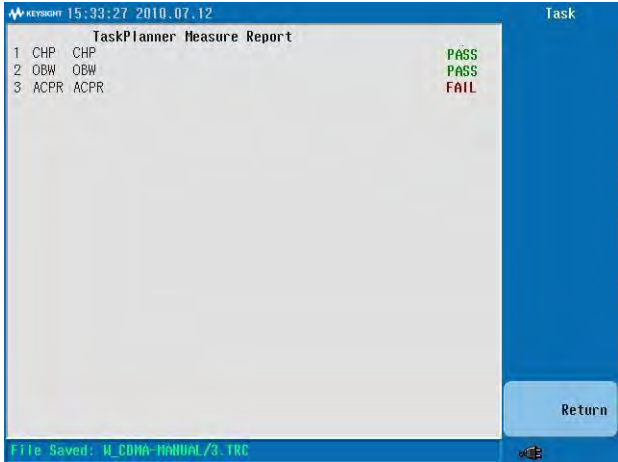 KEYSIGHT 15:33:27 2010.07.12
Task
TaskPlanner Measure Report
1 CHP CHP PASS
2 OBW OBW PASS
3 ACPR ACPR FAIL
Return
File Saved: W_CDMA-MANUAL/3.TRC